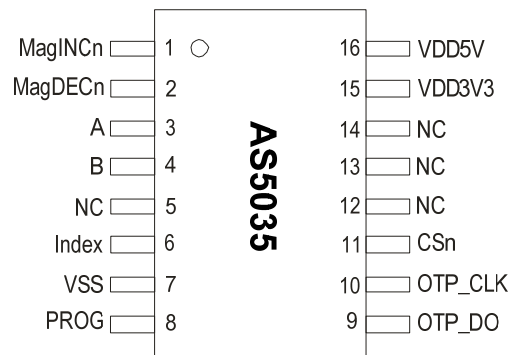 MagINCn 1 16 VDD5V
MagDECn 2 15 VDD3V3
A 3 14 NC
B 4 13 NC
NC 5 12 NC
Index 6 11 CSn
VSS 7 10 OTP_CLK
PROG 8 9 OTP_DO
AS5035